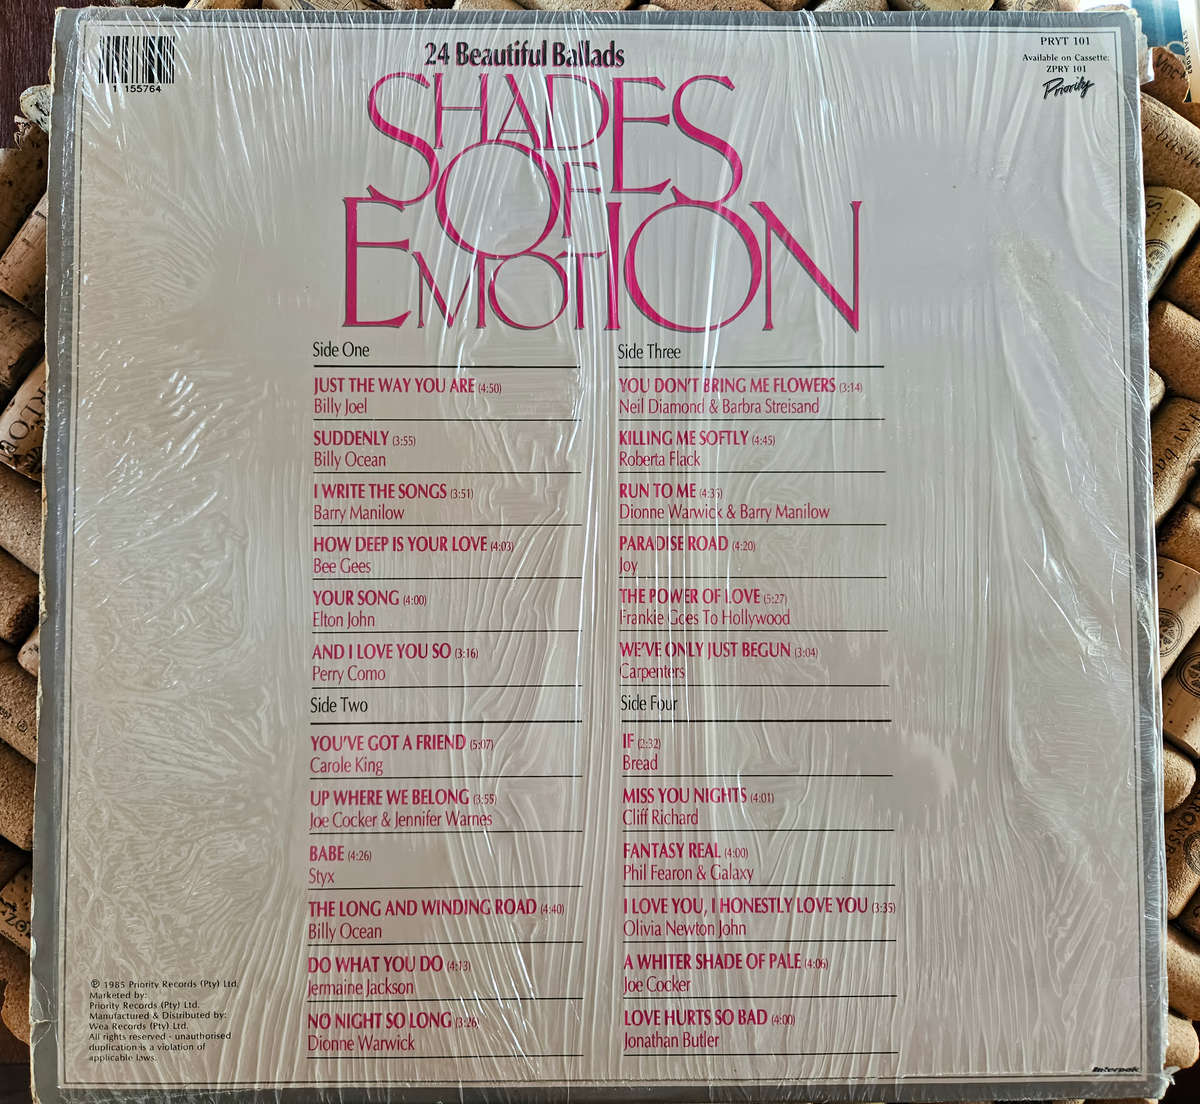 1 155764
24 Beautiful Ballads
SHADES
OF
EMOTION
PRYT 101
Available on Cassette:
ZPRY 101
Priority
Side One
JUST THE WAY YOU ARE (4:50)
Billy Joel
SUDDENLY (3:55)
Billy Ocean
I WRITE THE SONGS (3:51)
Barry Manilow
HOW DEEP IS YOUR LOVE (4:03)
Bee Gees
YOUR SONG (4:00)
Elton John
AND I LOVE YOU SO (3:16)
Perry Como
Side Two
YOU'VE GOT A FRIEND (5:07)
Carole King
UP WHERE WE BELONG (3:55)
Joe Cocker & Jennifer Warnes
BABE (4:26)
Styx
THE LONG AND WINDING ROAD (4:40)
Billy Ocean
DO WHAT YOU DO (4:13)
Jermaine Jackson
NO NIGHT SO LONG (3:26)
Dionne Warwick
Side Three
YOU DON'T BRING ME FLOWERS (3:14)
Neil Diamond & Barbra Streisand
KILLING ME SOFTLY (4:45)
Roberta Flack
RUN TO ME
Dionne Warwick & Barry Manilow
PARADISE ROAD (4:20)
Joy
THE POWER OF LOVE (5:27)
Frankie Goes To Hollywood
WE'VE ONLY JUST BEGUN (3:04)
Carpenters
Side Four
IF (2:32)
Bread
MISS YOU NIGHTS (4:01)
Cliff Richard
FANTASY REAL (4:00)
Phil Fearon & Galaxy
I LOVE YOU, I HONESTLY LOVE YOU (3:35)
Olivia Newton John
A WHITER SHADE OF PALE (4:06)
Joe Cocker
LOVE HURTS SO BAD (4:00)
Jonathan Butler
℗ 1985 Priority Records (Pty) Ltd.
Marketed by:
Priority Records (Pty) Ltd.
Manufactured & Distributed by:
Wea Records (Pty) Ltd.
All rights reserved - unauthorised
duplication is a violation of
applicable laws.
Interpak